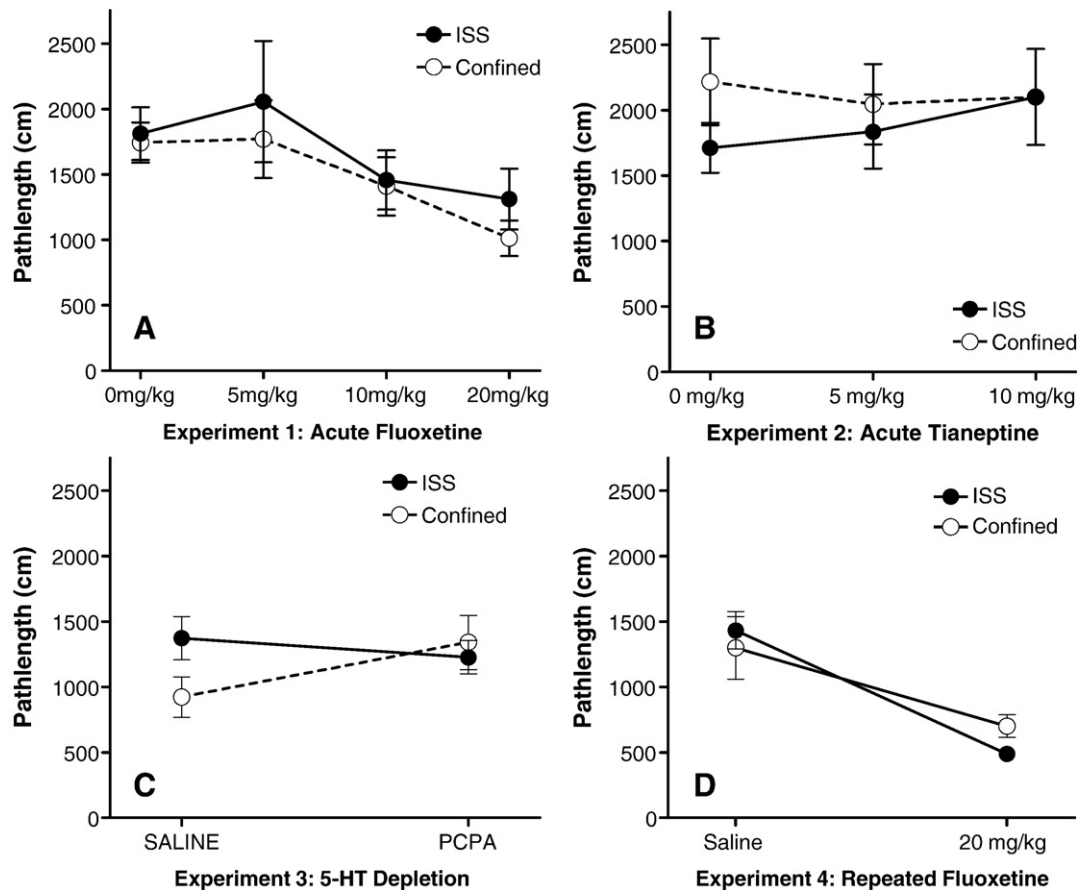 ISS
Confined
2500
2000
1500
1000
500
0
Pathlength (cm)
A
0mg/kg 5mg/kg 10mg/kg 20mg/kg
Experiment 1: Acute Fluoxetine
2500
2000
1500
1000
500
0
Pathlength (cm)
B
ISS
Confined
0 mg/kg 5 mg/kg 10 mg/kg
Experiment 2: Acute Tianeptine
ISS
Confined
2500
2000
1500
1000
500
0
Pathlength (cm)
C
SALINE PCPA
Experiment 3: 5-HT Depletion
ISS
Confined
2500
2000
1500
1000
500
0
Pathlength (cm)
D
Saline 20 mg/kg
Experiment 4: Repeated Fluoxetine